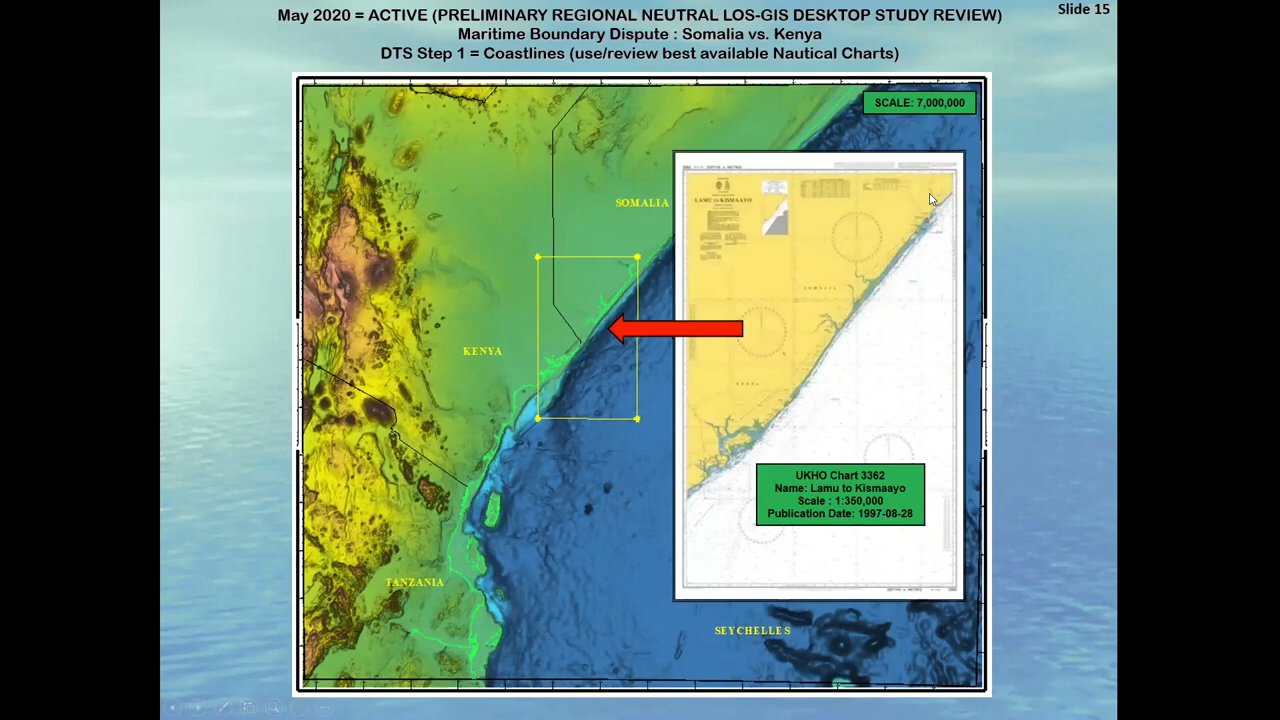 May 2020 = ACTIVE (PRELIMINARY REGIONAL NEUTRAL LOS-GIS DESKTOP STUDY REVIEW)
Slide 15
Maritime Boundary Dispute : Somalia vs. Kenya
DTS Step 1 = Coastlines (use/review best available Nautical Charts)
SCALE: 7,000,000
LAMU to KISMAAYO
SOMALIA
SOMALIA
KENYA
KENYA
UKHO Chart 3362
Name: Lamu to Kismaayo
Scale : 1:350,000
Publication Date: 1997-08-28
TANZANIA
SEYCHELLES